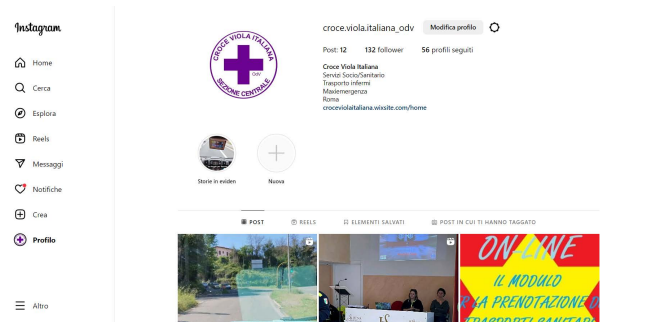 Instagram
Home
Cerca
Esplora
Reels
Messaggi
Notifiche
Crea
Profilo
Altro
CROCE VIOLA ITALIANA
Odv
SEZIONE CENTRALE
croce.viola.italiana_odv Modifica profilo
Post: 12 132 follower 56 profili seguiti
Croce Viola Italiana
Servizi Socio/Sanitario
Trasporto infermi
Maxiemergenza
Roma
croceviolaitaliana.wixsite.com/home
Storie in eviden Nuova
POST REELS ELEMENTI SALVATI POST IN CUI TI HANNO TAGGATO
ON-LINE
IL MODULO
R LA PRENOTAZIONE D
TRASPORTI SANITARI